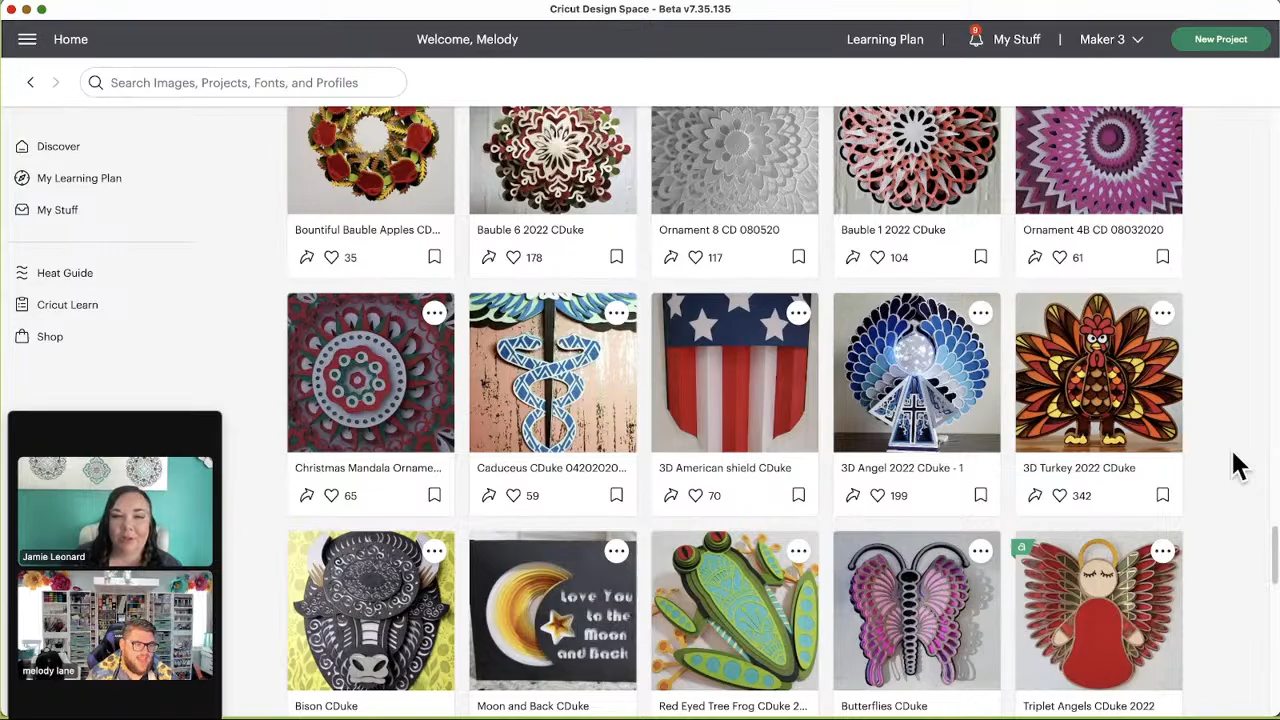 Cricut Design Space - Beta v7.35.135
Home
Welcome, Melody
Learning Plan | 9 My Stuff | Maker 3 New Project
Search Images, Projects, Fonts, and Profiles
Discover
My Learning Plan
My Stuff
Heat Guide
Cricut Learn
Shop
Bountiful Bauble Apples CD... Bauble 6 2022 CDuke Ornament 8 CD 080520 Bauble 1 2022 CDuke Ornament 4B CD 08032020
35 178 117 104 61
Christmas Mandala Orname... Caduceus CDuke 04202020... 3D American shield CDuke 3D Angel 2022 CDuke - 1 3D Turkey 2022 CDuke
65 59 70 199 342
Love You
to the
Moon
and Back
a
Bison CDuke Moon and Back CDuke Red Eyed Tree Frog CDuke 2... Butterflies CDuke Triplet Angels CDuke 2022
Jamie Leonard
melody lane